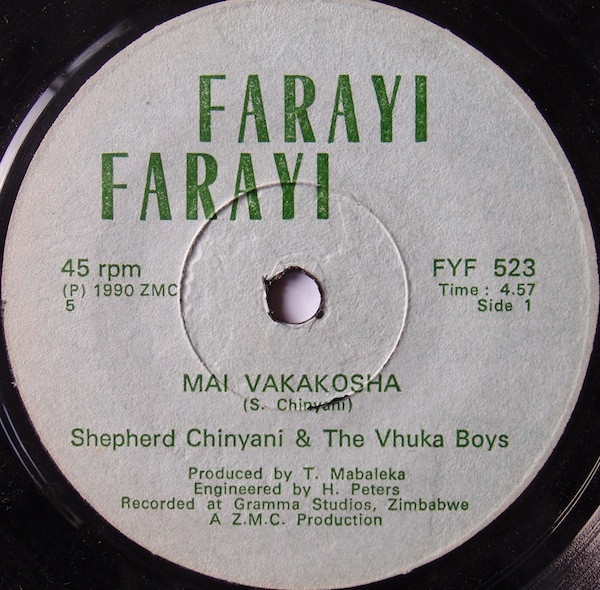 FARAYI
FARAYI
45 rpm
(P) 1990 ZMC
5
FYF 523
Time : 4.57
Side 1
MAI VAKAKOSHA
(S. Chinyani)
Shepherd Chinyani & The Vhuka Boys
Produced by T. Mabaleka
Engineered by H. Peters
Recorded at Gramma Studios, Zimbabwe
A Z.M.C. Production